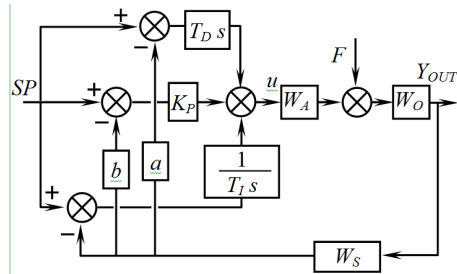 +
−
T_D s
F
Y_OUT
SP
+
−
K_P
u
W_A
W_O
b
a
1
T_I s
+
−
W_S